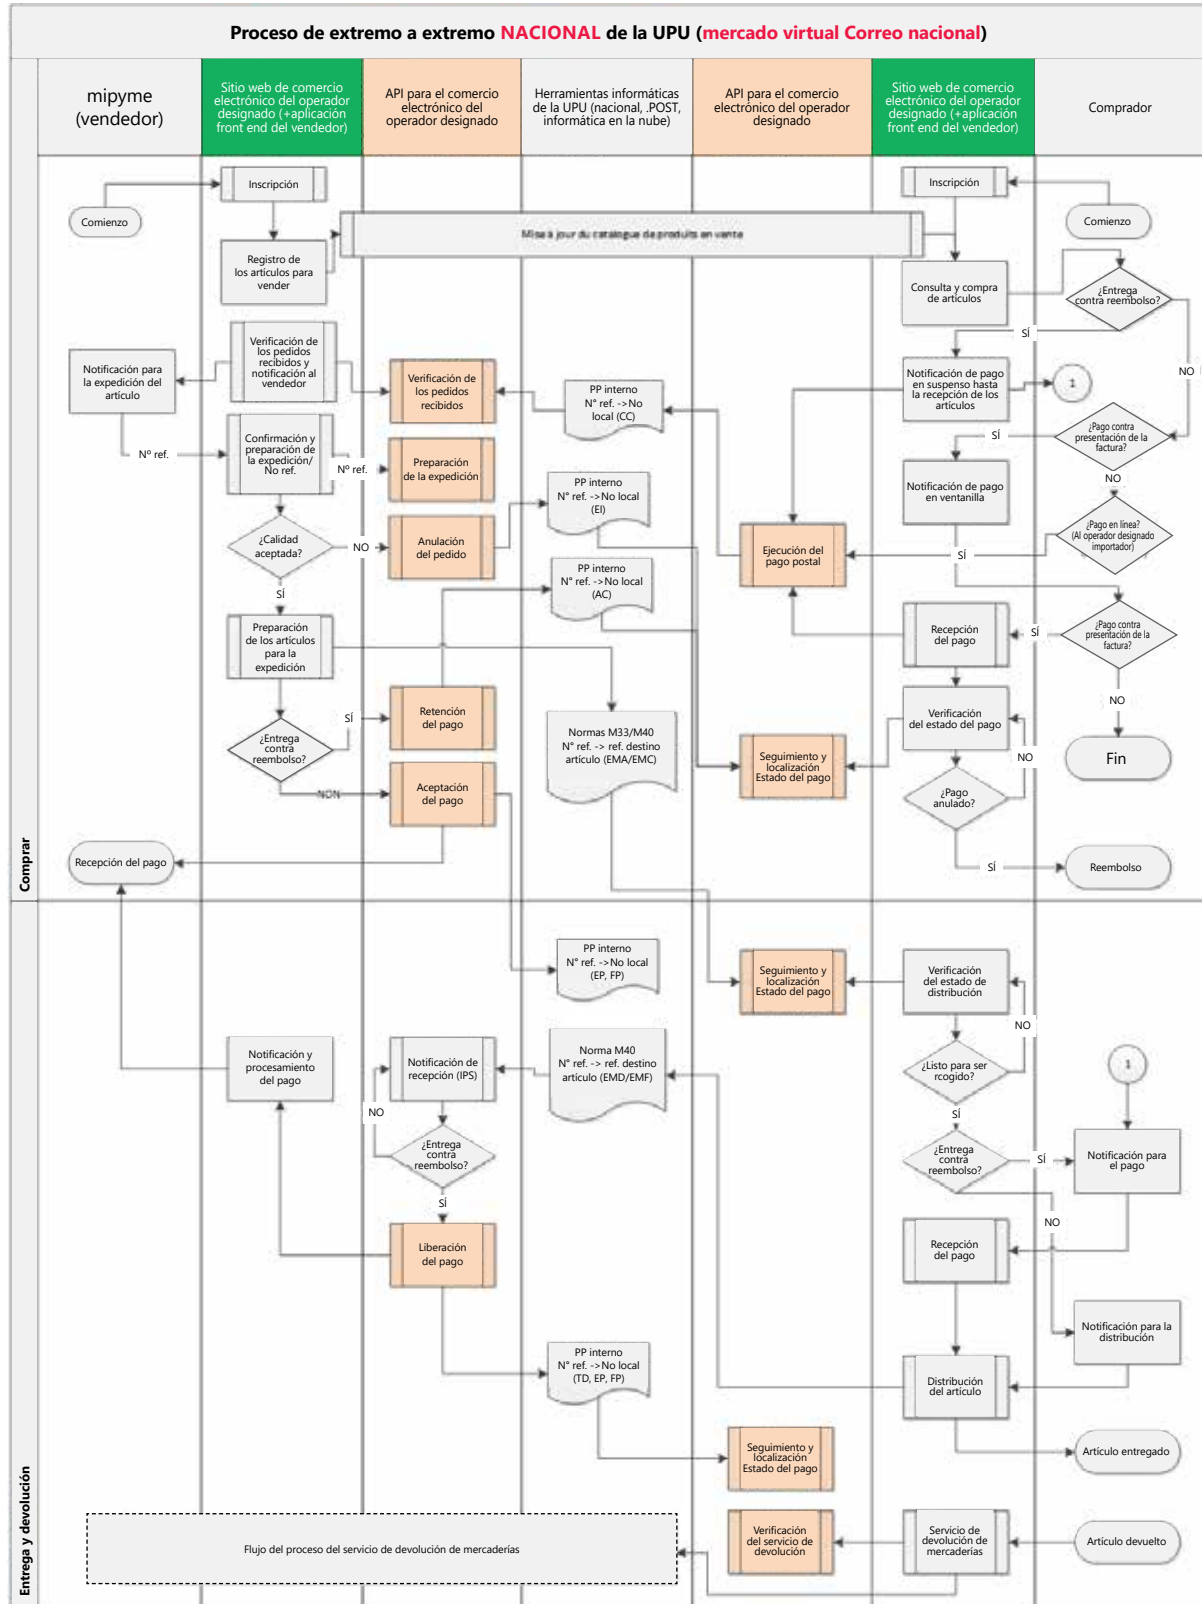 Proceso de extremo a extremo NACIONAL de la UPU (mercado virtual Correo nacional)
mipyme
(vendedor)
Sitio web de comercio
electrónico del operador
designado (+aplicación
front end del vendedor)
API para el comercio
electrónico del
operador designado
Herramientas informáticas
de la UPU (nacional, .POST,
informática en la nube)
API para el comercio
electrónico del operador
designado
Sitio web de comercio
electrónico del operador
designado (+aplicación
front end del vendedor)
Comprador
Comprar
Comienzo
Inscripción
Mise à jour du catalogue de produits en vente
Inscripción
Comienzo
Registro de
los artículos para
vender
Consulta y compra
de artículos
¿Entrega
contra reembolso?
SÍ
NO
Notificación para
la expedición del
artículo
Verificación de
los pedidos
recibidos y
notificación al
vendedor
Verificación de
los pedidos
recibidos
PP interno
N° ref. ->No
local (CC)
Notificación de pago
en suspenso hasta
la recepción de los
artículos
1
Nº ref.
Confirmación y
preparación de
la expedición/
No ref.
Nº ref.
Preparación
de la expedición
¿Pago contra
presentación de la
factura?
SÍ
NO
Notificación de pago
en ventanilla
PP interno
N° ref. ->No local
(EI)
¿Calidad
aceptada?
NO
SÍ
Anulación
del pedido
Ejecución del
pago postal
SÍ
¿Pago en línea?
(Al operador designado
importador)
PP interno
N° ref. ->No local
(AC)
Preparación
de los artículos
para la
expedición
Recepción
del pago
SÍ
¿Pago contra
presentación de la
factura?
NO
Fin
¿Entrega
contra
reembolso?
SÍ
Retención
del pago
NON
Aceptación
del pago
Normas M33/M40
N° ref. -> ref. destino
artículo (EMA/EMC)
Seguimiento y
localización
Estado del pago
Verificación
del estado del pago
NO
¿Pago
anulado?
SÍ
Reembolso
Recepción del pago
Entrega y devolución
PP interno
N° ref. ->No local
(EP, FP)
Seguimiento y
localización
Estado del pago
Verificación
del estado de
distribución
NO
¿Listo para ser
rcogido?
SÍ
1
Notificación y
procesamiento
del pago
Notificación de
recepción (IPS)
NO
Norma M40
N° ref. -> ref. destino
artículo (EMD/EMF)
¿Entrega
contra
reembolso?
SÍ
¿Entrega
contra
reembolso?
SÍ
NO
Notificación para
el pago
Liberación
del pago
Recepción
del pago
Notificación para la
distribución
PP interno
N° ref. ->No local
(TD, EP, FP)
Distribución
del artículo
Seguimiento y
localización
Estado del pago
Artículo entregado
Flujo del proceso del servicio de devolución de mercaderías
Verificación
del servicio de
devolución
Servicio de
devolución de
mercaderías
Artículo devuelto